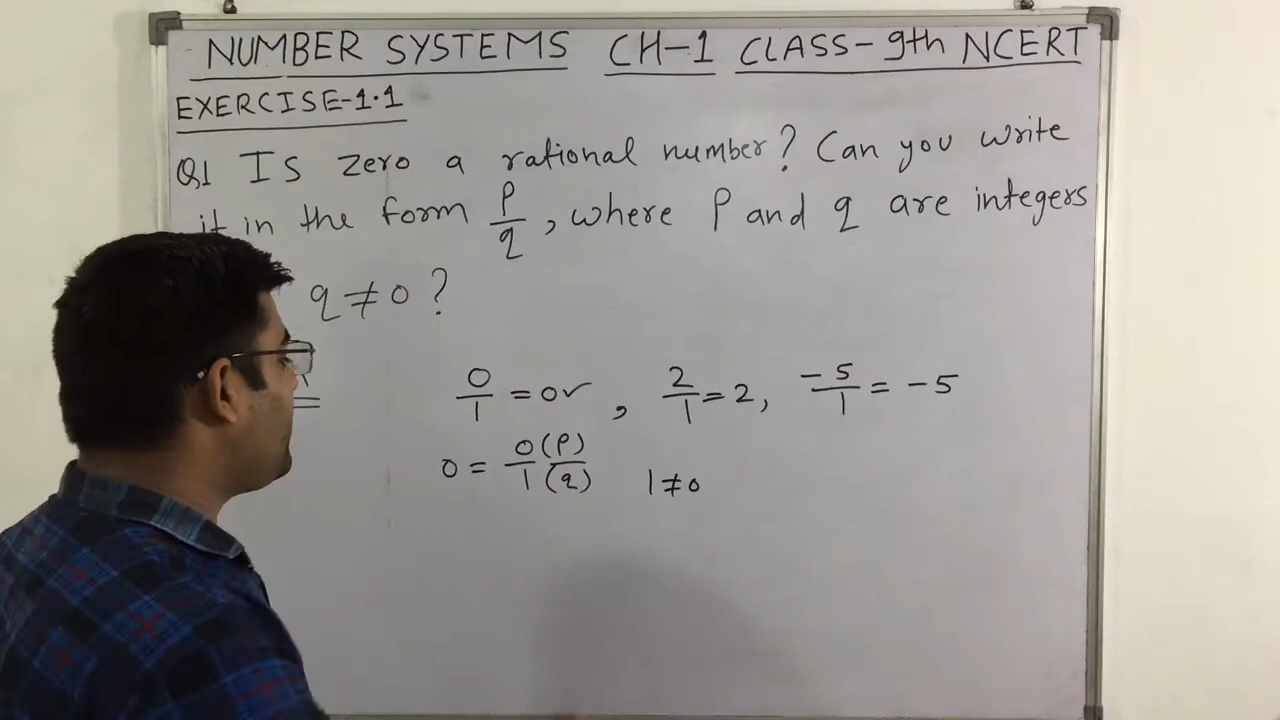 NUMBER SYSTEMS CH-1 CLASS-9th NCERT
EXERCISE-1.1
Q1 Is zero a rational number? Can you write
it in the form p/q, where p and q are integers
q≠0?
0/1 = 0✓, 2/1 = 2, -5/1 = -5
0 = 0(p)/1(q) 1≠0